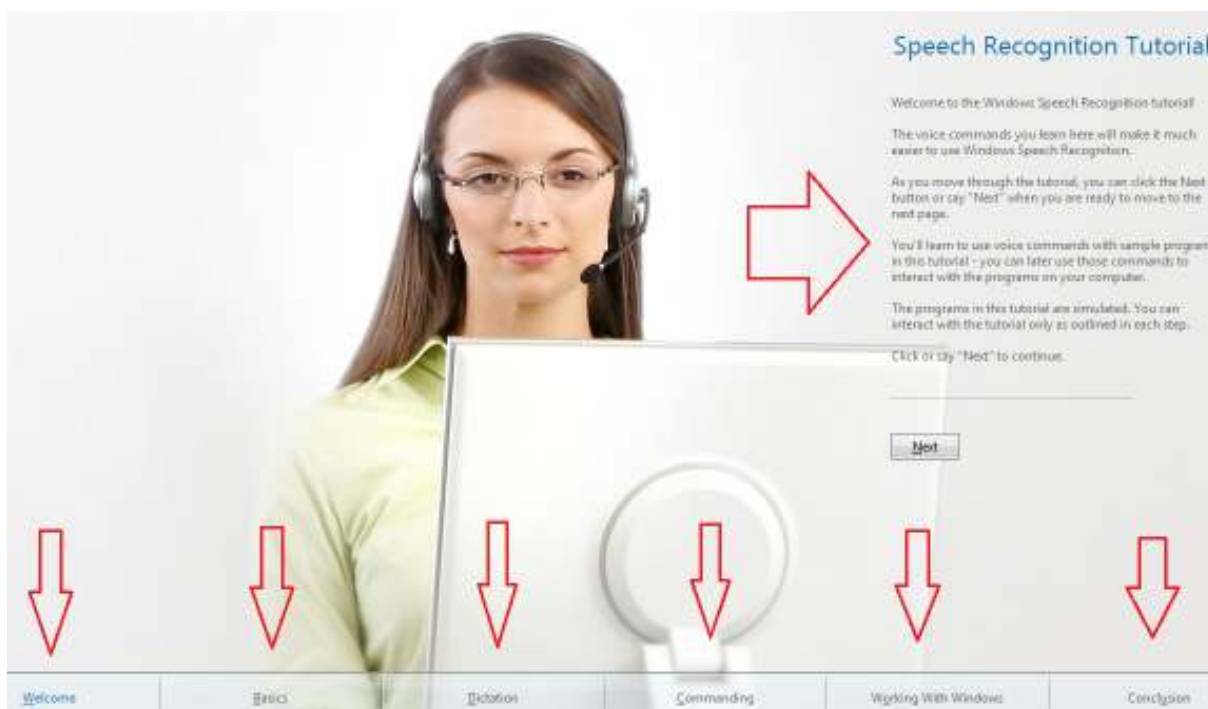 Speech Recognition Tutorial
Welcome to the Windows Speech Recognition tutorial!
The voice commands you learn here will make it much
easier to use Windows Speech Recognition.
As you move through the tutorial, you can click the Next
button or say "Next" when you are ready to move to the
next page.
You'll learn to use voice commands with sample program
in this tutorial - you can later use those commands to
interact with the programs on your computer.
The programs in this tutorial are simulated. You can
interact with the tutorial only as outlined in each step.
Click or say "Next" to continue.
Next
Welcome
Basics
Dictation
Commanding
Working With Windows
Conclusion